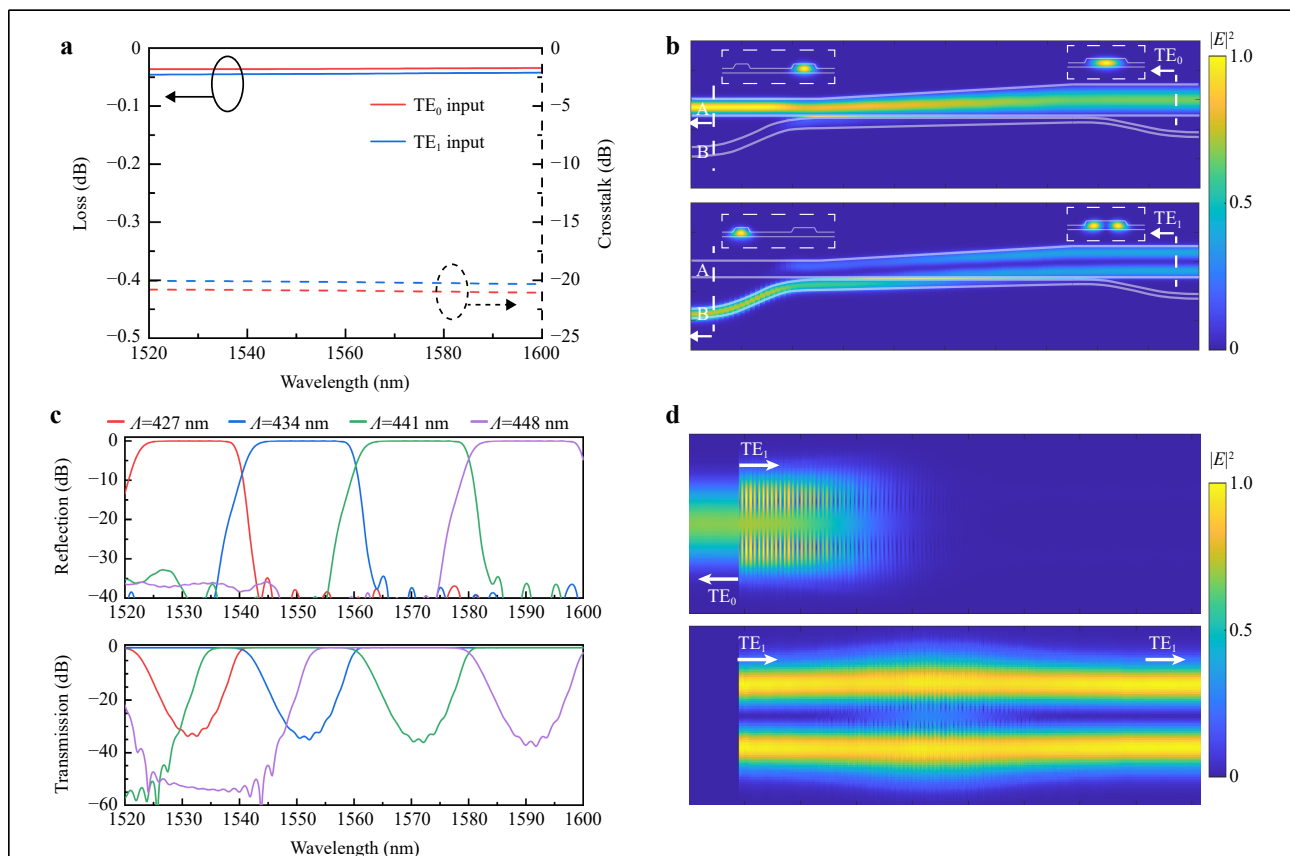 a
0
−0.1
−0.2
−0.3
−0.4
−0.5
Loss (dB)
0
−5
−10
−15
−20
−25
Crosstalk (dB)
TE0 input
TE1 input
1520 1540 1560 1580 1600
Wavelength (nm)
b
TE0
A
B
TE1
A
B
|E|2
1.0
0.5
0
c
Λ=427 nm Λ=434 nm Λ=441 nm Λ=448 nm
0
−10
−20
−30
−40
Reflection (dB)
1520 1530 1540 1550 1560 1570 1580 1590 1600
0
−20
−40
−60
Transmission (dB)
1520 1530 1540 1550 1560 1570 1580 1590 1600
Wavelength (nm)
d
TE1
TE0
TE1 TE1
|E|2
1.0
0.5
0